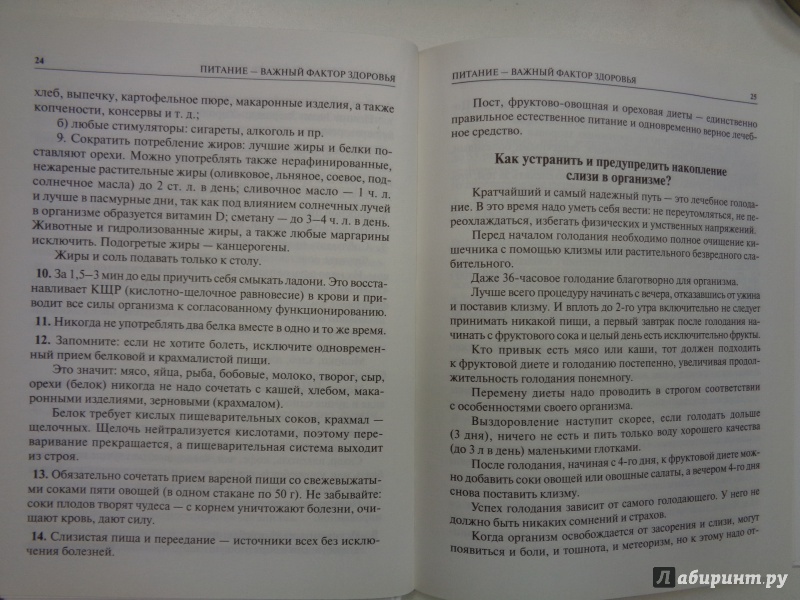 24
ПИТАНИЕ — ВАЖНЫЙ ФАКТОР ЗДОРОВЬЯ
хлеб, выпечку, картофельное пюре, макаронные изделия, а также
копчености, консервы и т. д.;
б) любые стимуляторы: сигареты, алкоголь и пр.
9. Сократить потребление жиров: лучшие жиры и белки по-
ставляют орехи. Можно употреблять также нерафинированные,
нежареные растительные жиры (оливковое, льняное, соевое, под-
солнечное масла) до 2 ст. л. в день; сливочное масло — 1 ч. л.
и лучше в пасмурные дни, так как под влиянием солнечных лучей
в организме образуется витамин D; сметану — до 3–4 ч. л. в день.
Животные и гидролизованные жиры, а также любые маргарины
исключить. Подогретые жиры — канцерогены.
Жиры и соль подавать только к столу.
10. За 1,5–3 мин до еды приучить себя смыкать ладони. Это восста-
навливает КЩР (кислотно-щелочное равновесие) в крови и при-
водит все силы организма к согласованному функционированию.
11. Никогда не употреблять два белка вместе в одно и то же время.
12. Запомните: если не хотите болеть, исключите одновремен-
ный прием белковой и крахмалистой пищи.
Это значит: мясо, яйца, рыба, бобовые, молоко, творог, сыр,
орехи (белок) никогда не надо сочетать с кашей, хлебом, мака-
ронными изделиями, зерновыми (крахмалом).
Белок требует кислых пищеварительных соков, крахмал —
щелочных. Щелочь нейтрализуется кислотами, поэтому пере-
варивание прекращается, а пищеварительная система выходит
из строя.
13. Обязательно сочетать прием вареной пищи со свежевыжаты-
ми соками пяти овощей (в одном стакане по 50 г). Не забывайте:
соки плодов творят чудеса — с корнем уничтожают болезни, очи-
щают кровь, дают силу.
14. Слизистая пища и переедание — источники всех без исклю-
чения болезней.
ПИТАНИЕ — ВАЖНЫЙ ФАКТОР ЗДОРОВЬЯ
25
Пост, фруктово-овощная и ореховая диеты — единственно
правильное естественное питание и одновременно верное лечеб-
ное средство.
Как устранить и предупредить накопление
слизи в организме?
Кратчайший и самый надежный путь — это лечебное голода-
ние. В это время надо уметь себя вести: не переутомляться, не пе-
реохлаждаться, избегать физических и умственных напряжений.
Перед началом голодания необходимо полное очищение ки-
шечника с помощью клизмы или растительного безвредного сла-
бительного.
Даже 36-часовое голодание благотворно для организма.
Лучше всего процедуру начинать с вечера, отказавшись от ужина
и поставив клизму. И вплоть до 2-го утра включительно не следует
принимать никакой пищи, а первый завтрак после голодания на-
чинать с фруктового сока и целый день есть исключительно фрукты.
Кто привык есть мясо или каши, тот должен подходить
к фруктовой диете и голоданию постепенно, увеличивая продол-
жительность голодания понемногу.
Перемену диеты надо проводить в строгом соответствии
с особенностями своего организма.
Выздоровление наступит скорее, если голодать дольше
(3 дня), ничего не есть и пить только воду хорошего качества
(до 3 л в день) маленькими глотками.
После голодания, начиная с 4-го дня, к фруктовой диете мож-
но добавить соки овощей или овощные салаты, а вечером 4-го дня
снова поставить клизму.
Успех голодания зависит от самого голодающего. У него не
должно быть никаких сомнений и страхов.
Когда организм освобождается от засорения и слизи, могут
появиться и боли, и тошнота, и метеоризм, но к этому надо от-
Лабиринт.ру